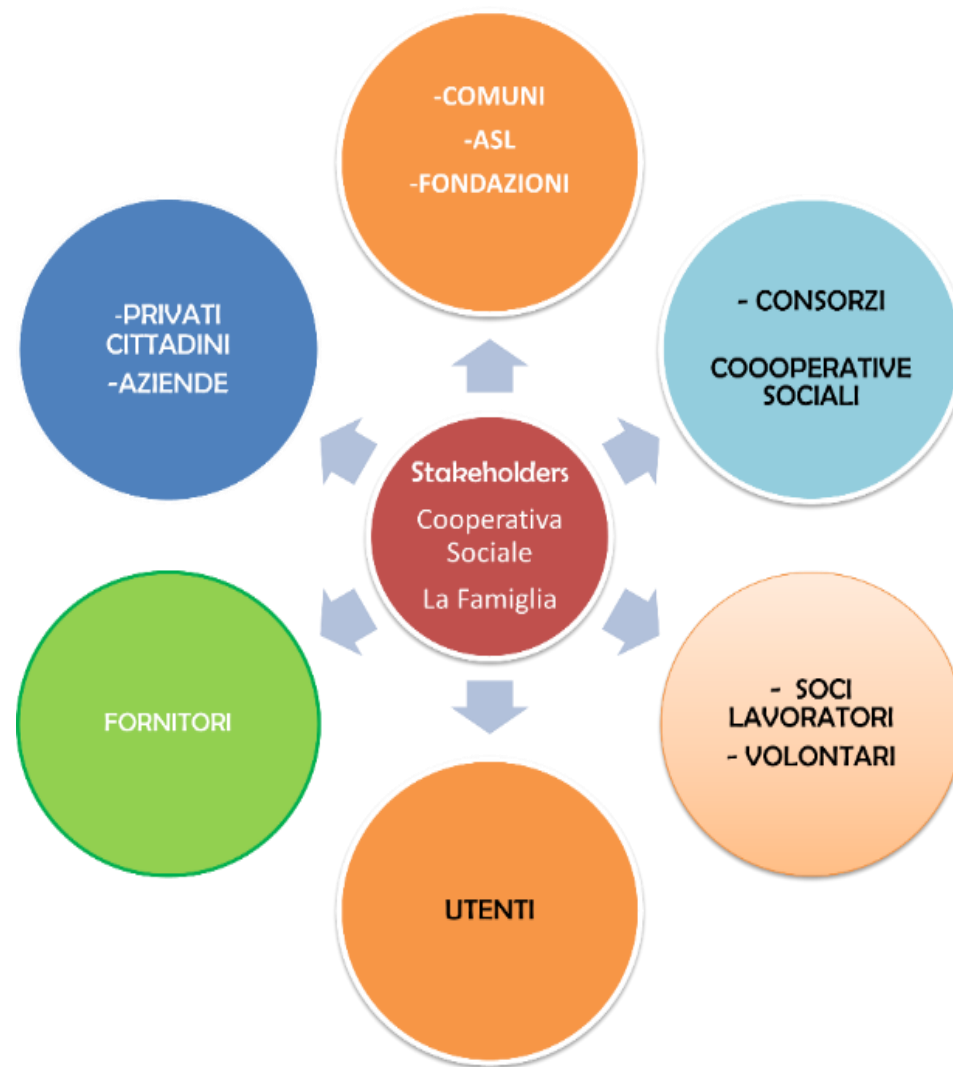 -COMUNI
-ASL
-FONDAZIONI
-PRIVATI
CITTADINI
-AZIENDE
- CONSORZI
COOOPERATIVE
SOCIALI
Stakeholders
Cooperativa
Sociale
La Famiglia
FORNITORI
- SOCI
LAVORATORI
- VOLONTARI
UTENTI